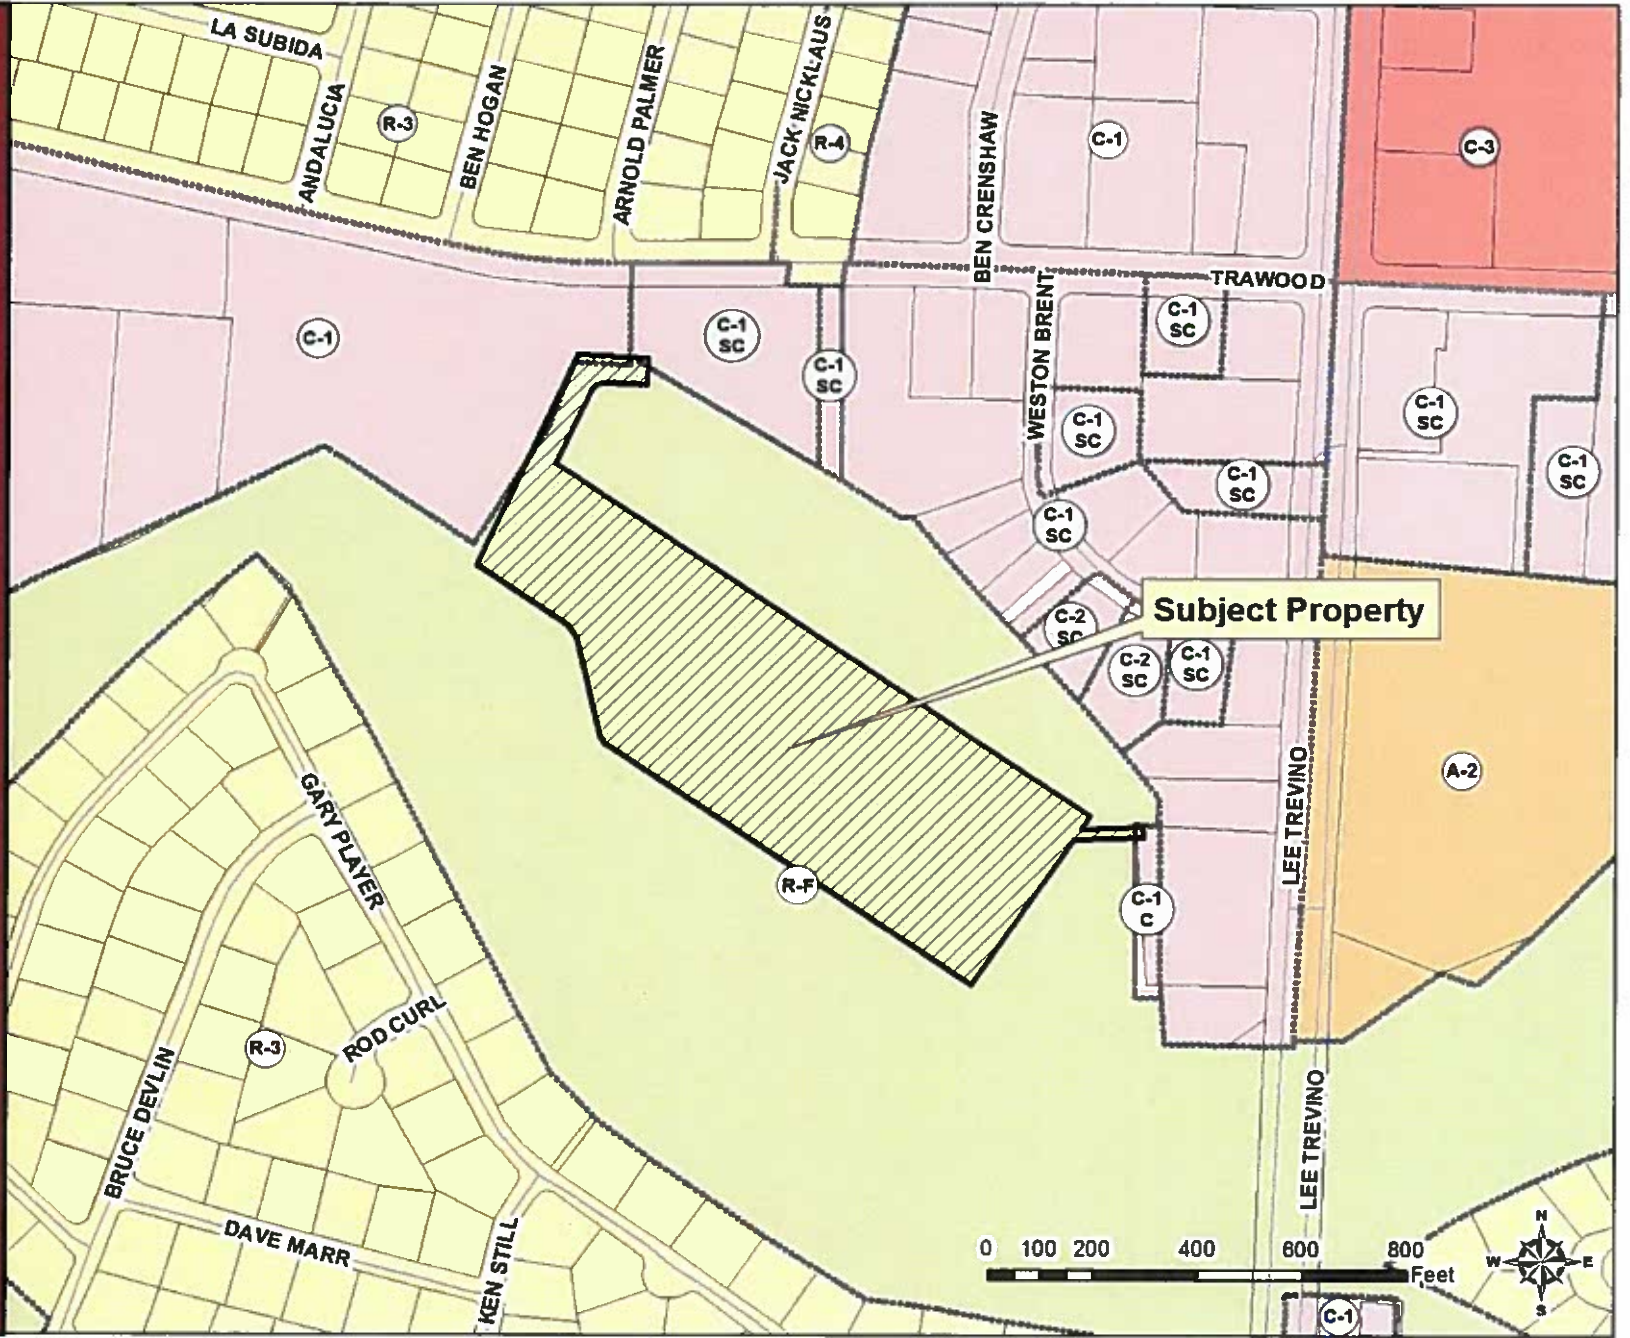 LA SUBIDA
ANDALUCIA
R-3
BEN HOGAN
ARNOLD PALMER
JACK NICKLAUS
R-4
BEN CRENSHAW
C-1
C-3
TRAWOOD
C-1
C-1
SC
C-1
SC
WESTON BRENT
C-1
SC
C-1
SC
C-1
SC
C-1
SC
C-1
SC
C-1
SC
Subject Property
C-2
SC
C-2
SC
C-1
SC
A-2
LEE TREVINO
GARY PLAYER
R-F
C-1
C
ROD CURL
R-3
BRUCE DEVLIN
LEE TREVINO
DAVE MARR
KEN STILL
0 100 200 400 600 800
Feet
N
W E
S
C-1